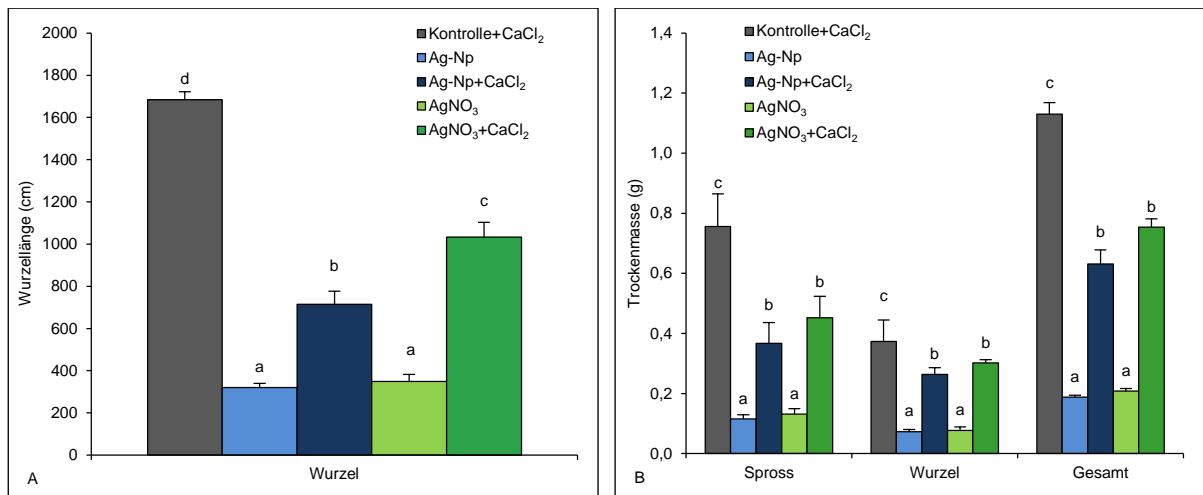 2000
1800
1600
1400
1200
1000
800
600
400
200
0
Wurzellänge (cm)
Kontrolle+CaCl₂
Ag-Np
Ag-Np+CaCl₂
AgNO₃
AgNO₃+CaCl₂
d
a
b
a
c
Wurzel
A
1,4
1,2
1,0
0,8
0,6
0,4
0,2
0,0
Trockenmasse (g)
Kontrolle+CaCl₂
Ag-Np
Ag-Np+CaCl₂
AgNO₃
AgNO₃+CaCl₂
c
a
b
a
b
c
a
b
a
b
c
a
b
a
b
Spross Wurzel Gesamt
B